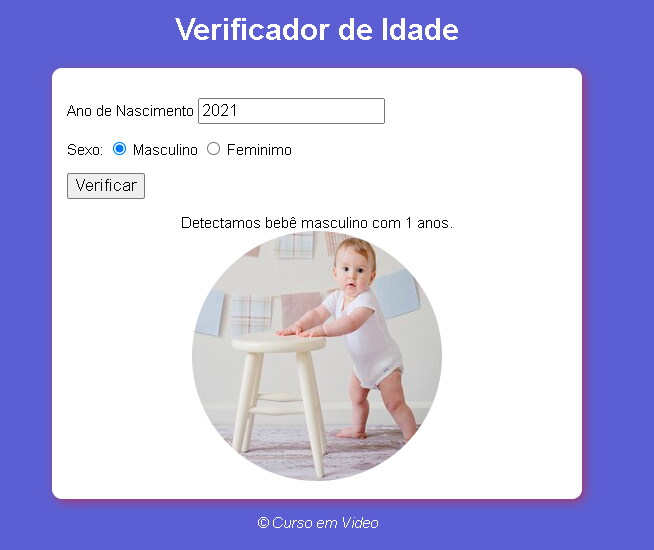 Verificador de Idade
Ano de Nascimento 2021
Sexo: Masculino Feminimo
Verificar
Detectamos bebê masculino com 1 anos.
© Curso em Video